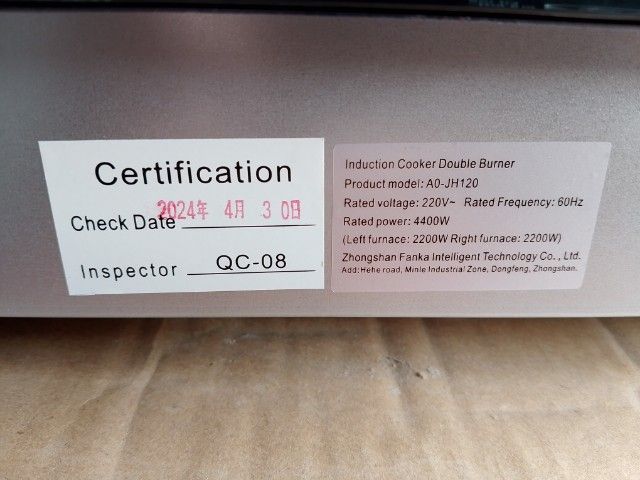 Certification
Check Date 2024年 4月 30日
Inspector QC-08
Induction Cooker Double Burner
Product model: A0-JH120
Rated voltage: 220V~ Rated Frequency: 60Hz
Rated power: 4400W
(Left furnace: 2200W Right furnace: 2200W)
Zhongshan Fanka Intelligent Technology Co., Ltd.
Add: Hehe road, Minle Industrial Zone, Dongfeng, Zhongshan.